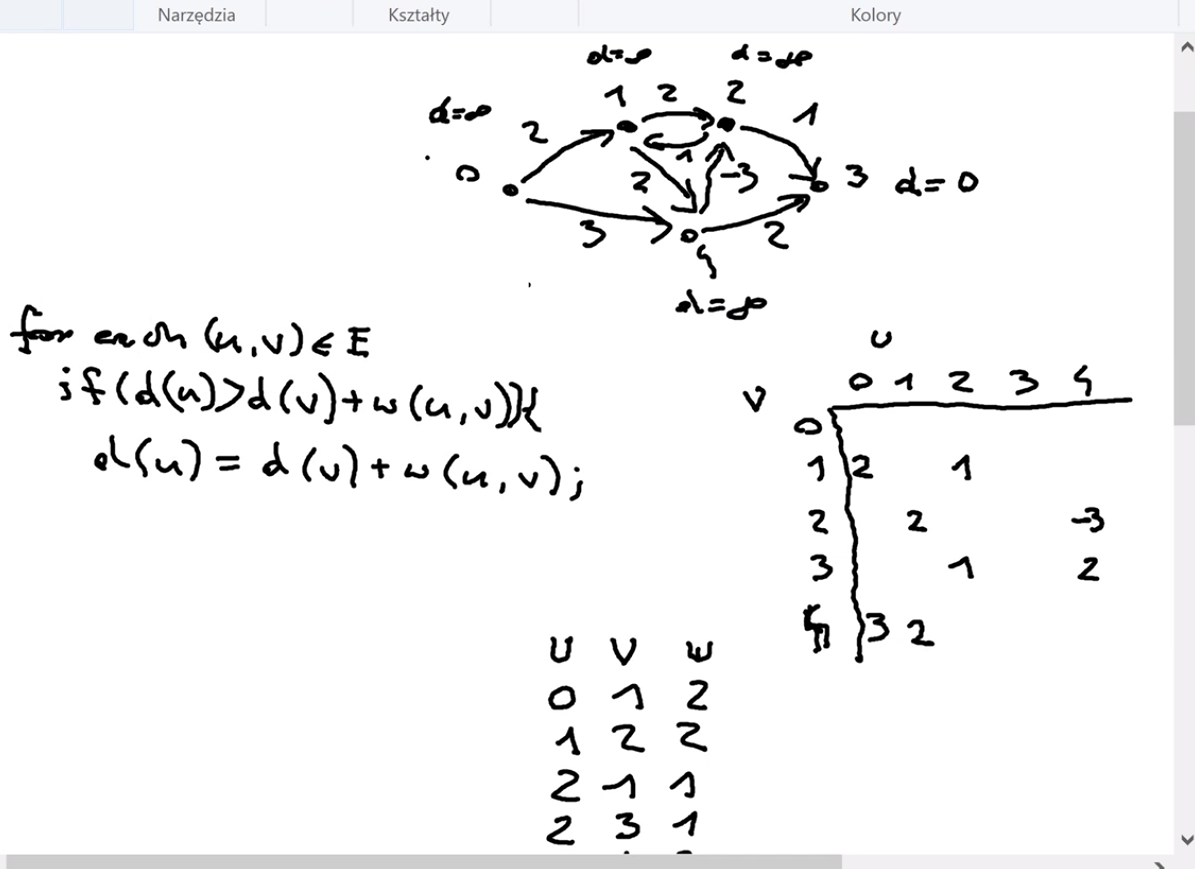 Narzędzia Kształty Kolory
d=∞ d=∞
d=∞ 2 1 2 2 1
0 2 1 -3 3 d=0
3 2
4
d=∞
for each (u,v)∈E
if(d(u)>d(v)+w(u,v)){
d(u) = d(v)+w(u,v);
U
V 0 1 2 3 4
0
1 2 1
2 2 -3
3 1 2
4 3 2
U V W
0 1 2
1 2 2
2 1 1
2 3 1